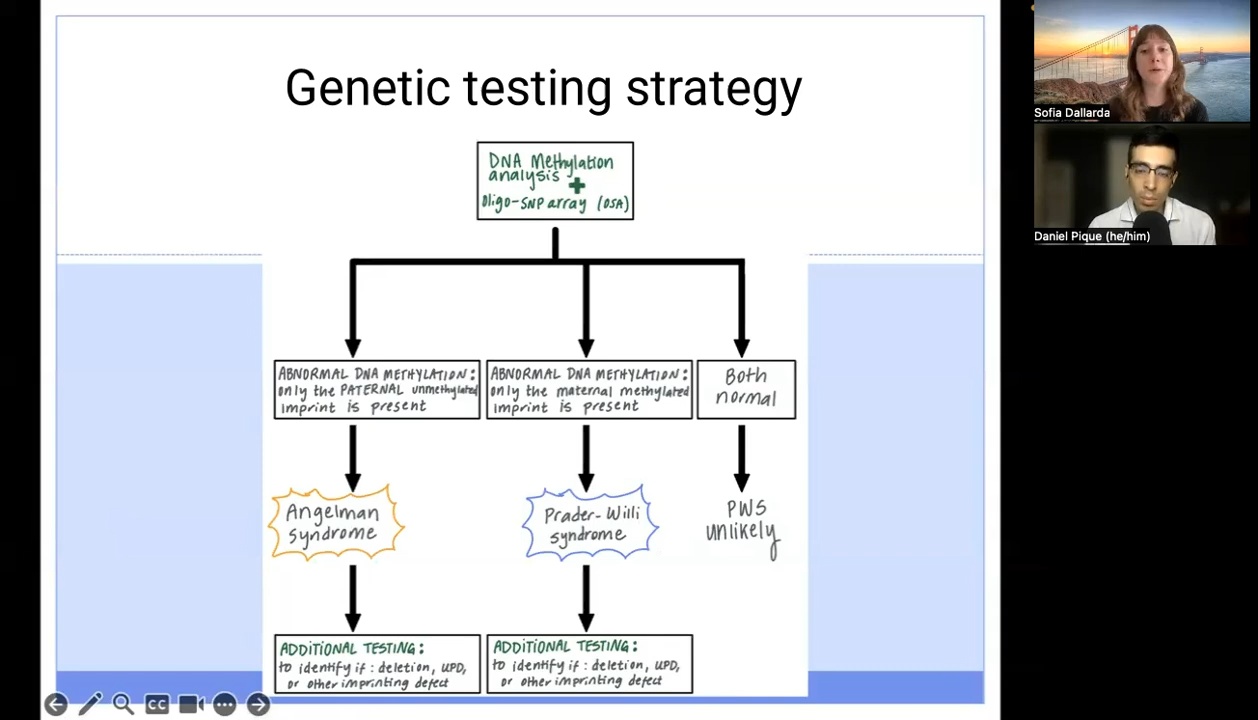 Genetic testing strategy
Sofia Dallarda
Daniel Pique (he/him)
DNA Methylation
analysis +
Oligo-SNP array (OSA)
ABNORMAL DNA METHYLATION:
only the PATERNAL unmethylated
imprint is present
ABNORMAL DNA METHYLATION:
only the maternal methylated
imprint is present
Both
normal
Angelman
syndrome
Prader-Willi
syndrome
PWS
unlikely
ADDITIONAL TESTING:
to identify if: deletion, UPD,
or other imprinting defect
ADDITIONAL TESTING:
to identify if: deletion, UPD,
or other imprinting defect
CC